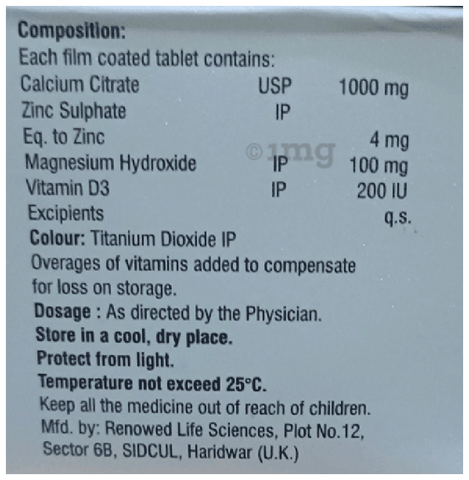 Composition:
Each film coated tablet contains:
Calcium Citrate USP 1000 mg
Zinc Sulphate IP
Eq. to Zinc 4 mg
© 1mg
Magnesium Hydroxide IP 100 mg
Vitamin D3 IP 200 IU
Excipients q.s.
Colour: Titanium Dioxide IP
Overages of vitamins added to compensate
for loss on storage.
Dosage : As directed by the Physician.
Store in a cool, dry place.
Protect from light.
Temperature not exceed 25°C.
Keep all the medicine out of reach of children.
Mfd. by: Renowed Life Sciences, Plot No.12,
Sector 6B, SIDCUL, Haridwar (U.K.)